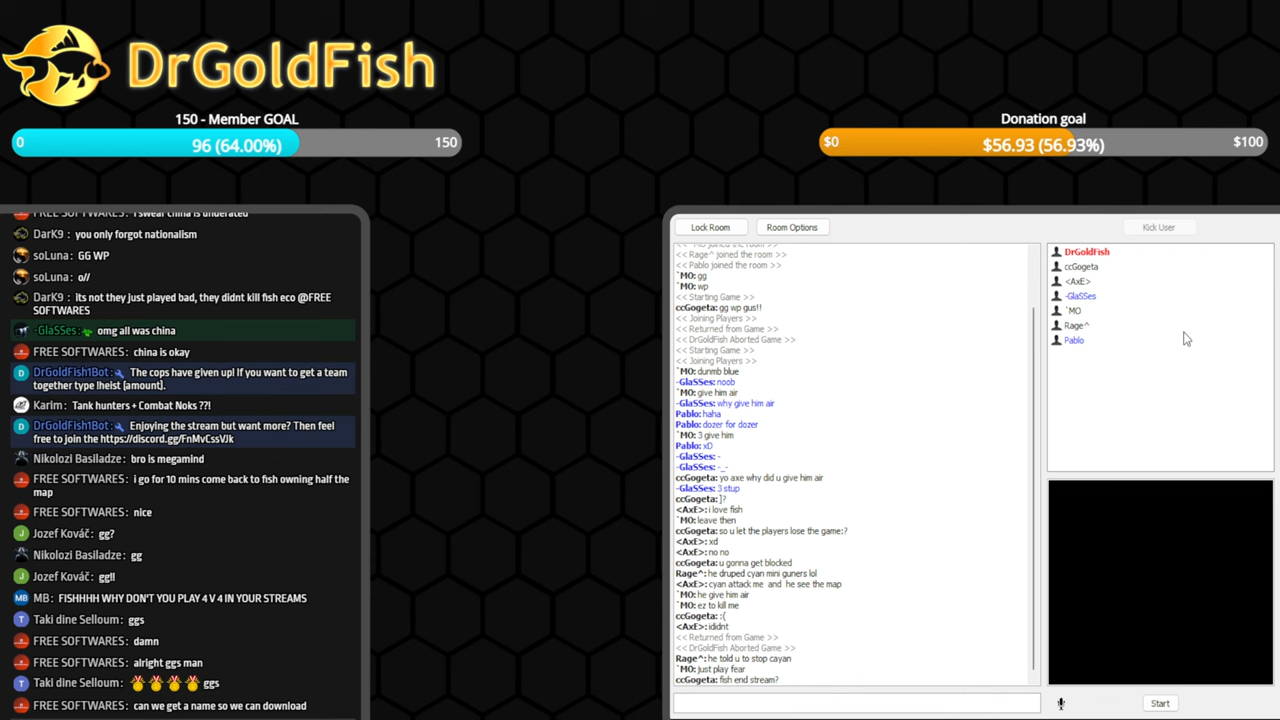 DrGoldFish
150 - Member GOAL
0
96 (64.00%)
150
Donation goal
$0
$56.93 (56.93%)
$100
FREE SOFTWARES: I swear china is underated
DarK9: you only forgot nationalism
soLuna: GG WP
soLuna: o//
DarK9: Its not they just played bad, they didnt kill fish eco @FREE
SOFTWARES
-GlaSSes: omg all was china
FREE SOFTWARES: china is okay
DrGoldFish1Bot: The cops have given up! If you want to get a team
together type !heist [amount].
Karim: Tank hunters + Combat Noks ??!
DrGoldFish1Bot: Enjoying the stream but want more? Then feel
free to join the https://discord.gg/FnMvCssVJk
Nikolozi Basiladze: bro is megamind
FREE SOFTWARES: i go for 10 mins come back to fish owning half the
map
FREE SOFTWARES: nice
Jozef Kováč: gg?
Nikolozi Basiladze: gg
Jozef Kováč: gg!!
MB: FISHHHH WHY DON'T YOU PLAY 4 V 4 IN YOUR STREAMS
Taki dine Selloum: ggs
FREE SOFTWARES: damn
FREE SOFTWARES: alright ggs man
Taki dine Selloum: ggs
FREE SOFTWARES: can we get a name so we can download
Lock Room
Room Options
Kick User
<< `MO joined the room >>
<< Rage^ joined the room >>
<< Pablo joined the room >>
`MO: gg
`MO: wp
<< Starting Game >>
ccGogeta: gg wp gus!!
<< Joining Players >>
<< Returned from Game >>
<< DrGoldFish Aborted Game >>
<< Starting Game >>
<< Joining Players >>
`MO: dunmb blue
-GlaSSes: noob
`MO: give him air
-GlaSSes: why give him air
Pablo: haha
Pablo: dozer for dozer
`MO: 3 give him
Pablo: xD
-GlaSSes: -
-GlaSSes: -_-
ccGogeta: yo axe why did u give him air
-GlaSSes: 3 stup
ccGogeta: ]?
<AxE>: i love fish
`MO: leave then
ccGogeta: so u let the players lose the game:?
<AxE>: xd
<AxE>: no no
ccGogeta: u gonna get blocked
Rage^: he druped cyan mini guners lol
<AxE>: cyan attack me and he see the map
`MO: he give him air
`MO: ez to kill me
ccGogeta: :(
<AxE>: ididnt
<< Returned from Game >>
<< DrGoldFish Aborted Game >>
Rage^: he told u to stop cayan
`MO: just play fear
ccGogeta: fish end stream?
DrGoldFish
ccGogeta
<AxE>
-GlaSSes
`MO
Rage^
Pablo
Start